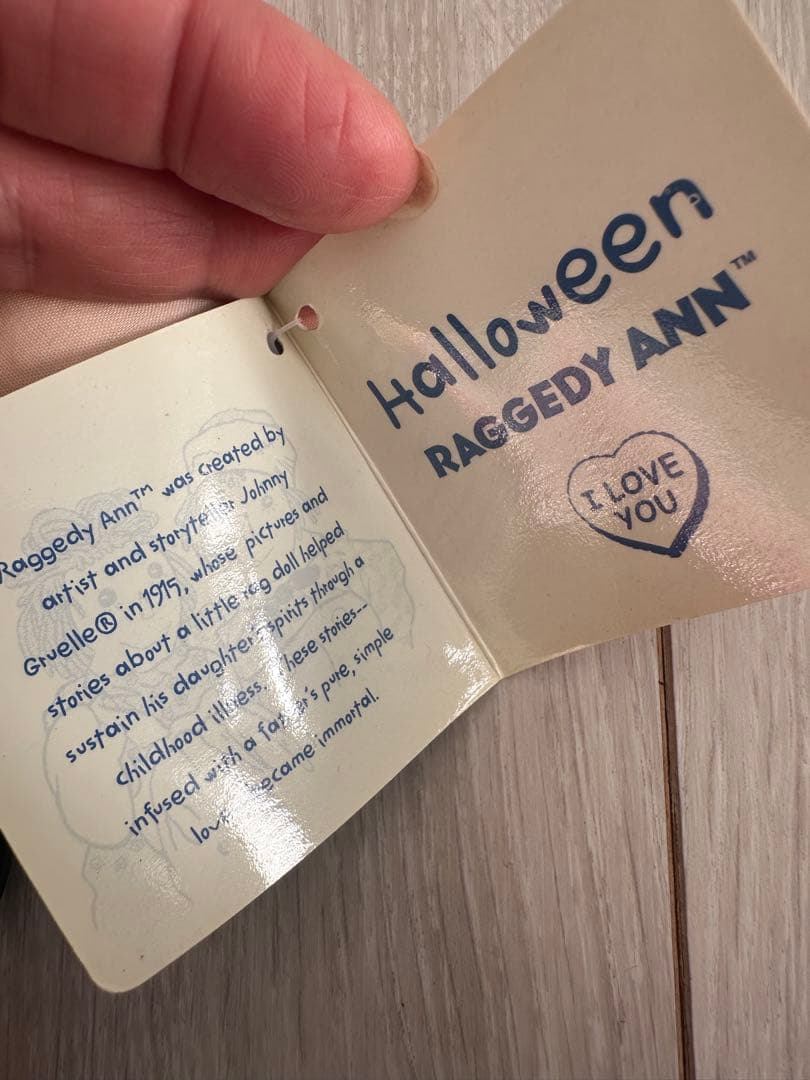 Raggedy Ann™ was created by
artist and storyteller Johnny
Gruelle® in 1915, whose pictures and
stories about a little rag doll helped
sustain his daughter's spirits through a
childhood illness. These stories--
infused with a father's pure, simple
became immortal.
Halloween
RAGGEDY ANN™
I LOVE
YOU